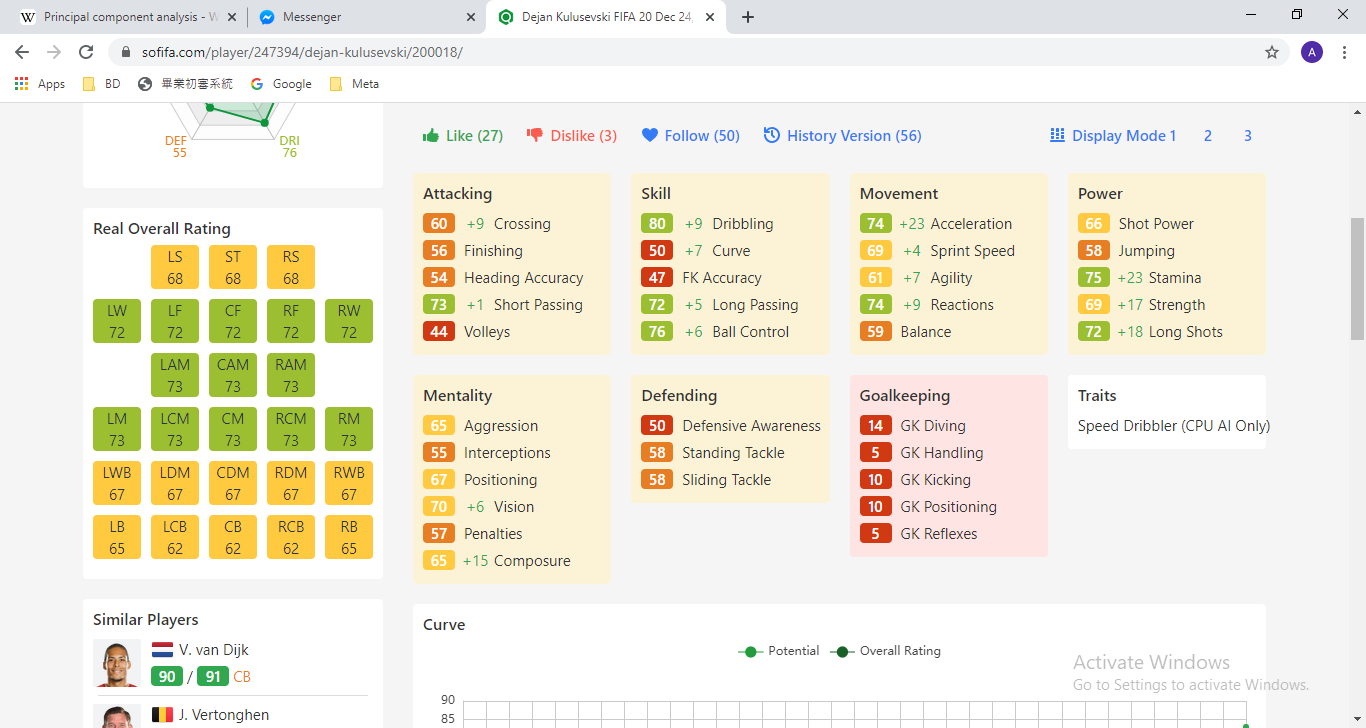 Principal component analysis - W
Messenger
Dejan Kulusevski FIFA 20 Dec 24,
sofifa.com/player/247394/dejan-kulusevski/200018/
A
Apps
BD
畢業初審系統
Google
Meta
DEF
55
DRI
76
Like (27)
Dislike (3)
Follow (50)
History Version (56)
Display Mode 1
2
3
Real Overall Rating
LS
68
ST
68
RS
68
LW
72
LF
72
CF
72
RF
72
RW
72
LAM
73
CAM
73
RAM
73
LM
73
LCM
73
CM
73
RCM
73
RM
73
LWB
67
LDM
67
CDM
67
RDM
67
RWB
67
LB
65
LCB
62
CB
62
RCB
62
RB
65
Similar Players
V. van Dijk
90 / 91 CB
J. Vertonghen
Attacking
60 +9 Crossing
56 Finishing
54 Heading Accuracy
73 +1 Short Passing
44 Volleys
Skill
80 +9 Dribbling
50 +7 Curve
47 FK Accuracy
72 +5 Long Passing
76 +6 Ball Control
Movement
74 +23 Acceleration
69 +4 Sprint Speed
61 +7 Agility
74 +9 Reactions
59 Balance
Power
66 Shot Power
58 Jumping
75 +23 Stamina
69 +17 Strength
72 +18 Long Shots
Mentality
65 Aggression
55 Interceptions
67 Positioning
70 +6 Vision
57 Penalties
65 +15 Composure
Defending
50 Defensive Awareness
58 Standing Tackle
58 Sliding Tackle
Goalkeeping
14 GK Diving
5 GK Handling
10 GK Kicking
10 GK Positioning
5 GK Reflexes
Traits
Speed Dribbler (CPU AI Only)
Curve
Potential
Overall Rating
90
85
Activate Windows
Go to Settings to activate Windows.